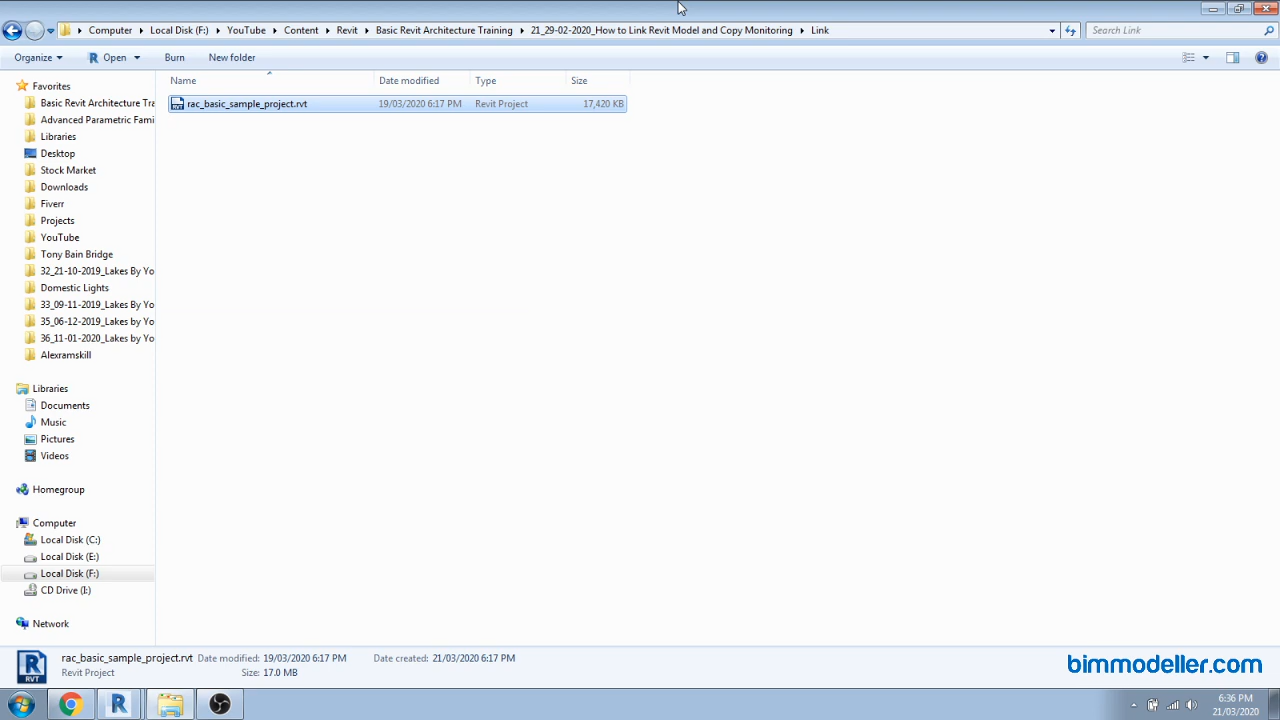 Computer Local Disk (F:) YouTube Content Revit Basic Revit Architecture Training 21_29-02-2020_How to Link Revit Model and Copy Monitoring Link Search Link
Organize Open Burn New folder
Name Date modified Type Size
rac_basic_sample_project.rvt 19/03/2020 6:17 PM Revit Project 17,420 KB
Favorites
Basic Revit Architecture Tra
Advanced Parametric Fami
Libraries
Desktop
Stock Market
Downloads
Fiverr
Projects
YouTube
Tony Bain Bridge
32_21-10-2019_Lakes By Yo
Domestic Lights
33_09-11-2019_Lakes By Yo
35_06-12-2019_Lakes by Yo
36_11-01-2020_Lakes by Yo
Alexramskill
Libraries
Documents
Music
Pictures
Videos
Homegroup
Computer
Local Disk (C:)
Local Disk (E:)
Local Disk (F:)
CD Drive (I:)
Network
rac_basic_sample_project.rvt Date modified: 19/03/2020 6:17 PM Date created: 21/03/2020 6:17 PM
Revit Project Size: 17.0 MB
R
RVT
bimmodeller.com
R
6:36 PM
21/03/2020